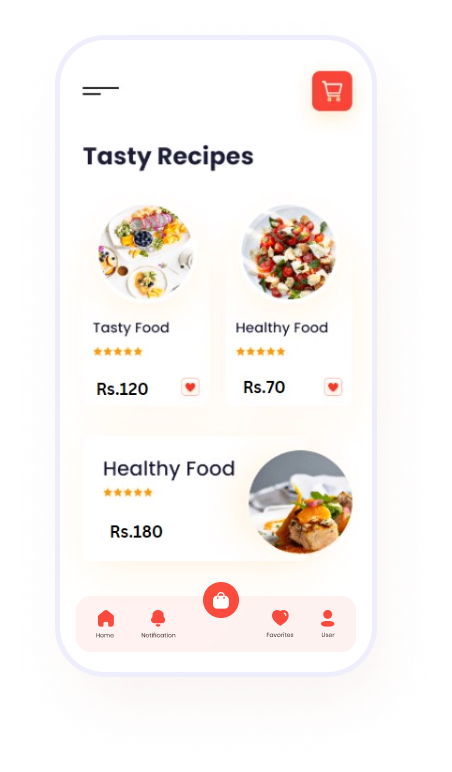 Tasty Recipes
Tasty Food
Healthy Food
Rs.120
Rs.70
Healthy Food
Rs.180
Home
Notification
Favorites
User